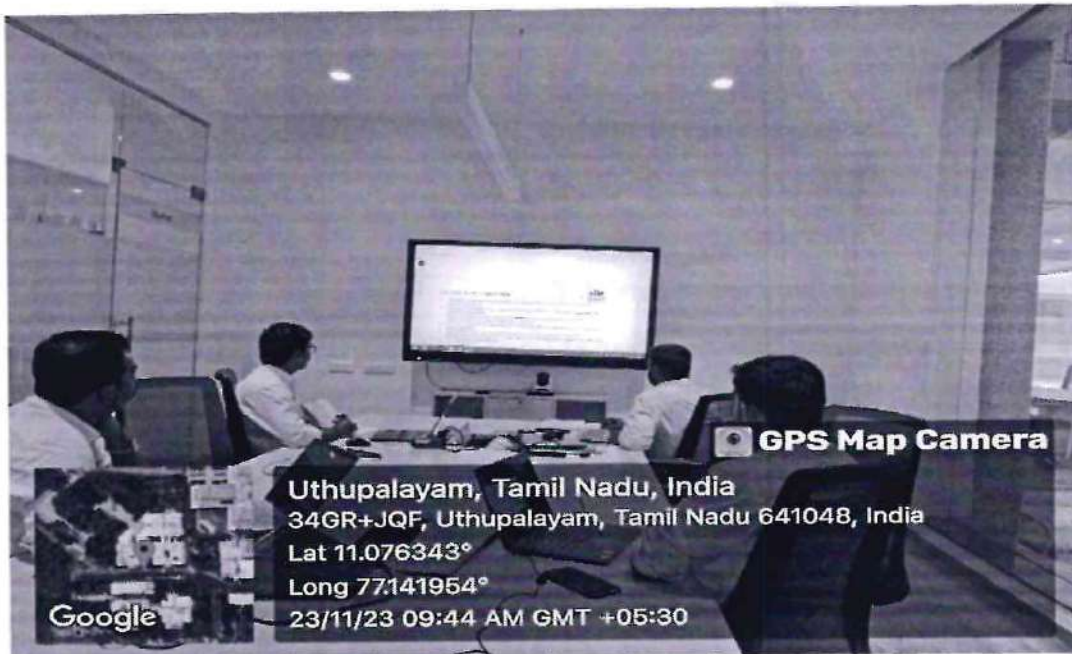 GPS Map Camera
Uthupalayam, Tamil Nadu, India
34GR+JQF, Uthupalayam, Tamil Nadu 641048, India
Lat 11.076343°
Long 77.141954°
23/11/23 09:44 AM GMT +05:30
Google